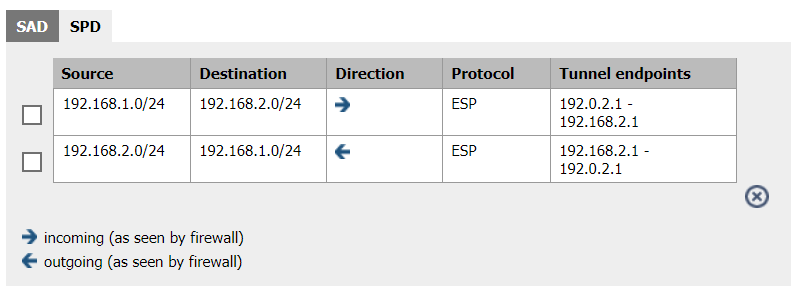 SAD SPD
Source Destination Direction Protocol Tunnel endpoints
192.168.1.0/24 192.168.2.0/24 ESP 192.0.2.1 -
192.168.2.1
192.168.2.0/24 192.168.1.0/24 ESP 192.168.2.1 -
192.0.2.1
incoming (as seen by firewall)
outgoing (as seen by firewall)